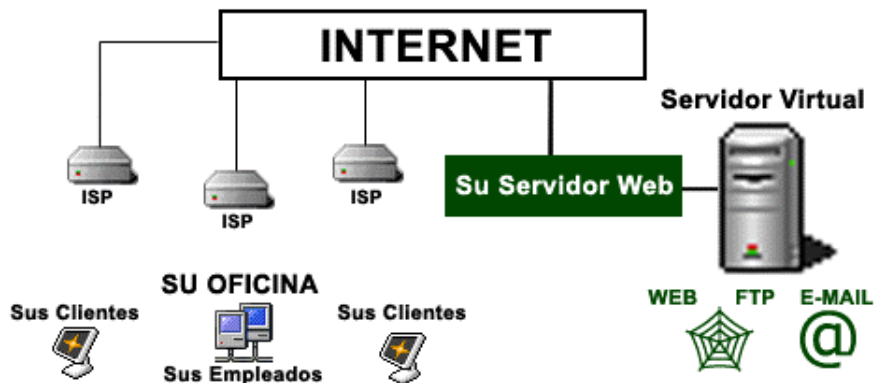 INTERNET
Servidor Virtual
Su Servidor Web
ISP
ISP
ISP
SU OFICINA
WEB FTP E-MAIL
Sus Clientes
Sus Clientes
@
Sus Empleados